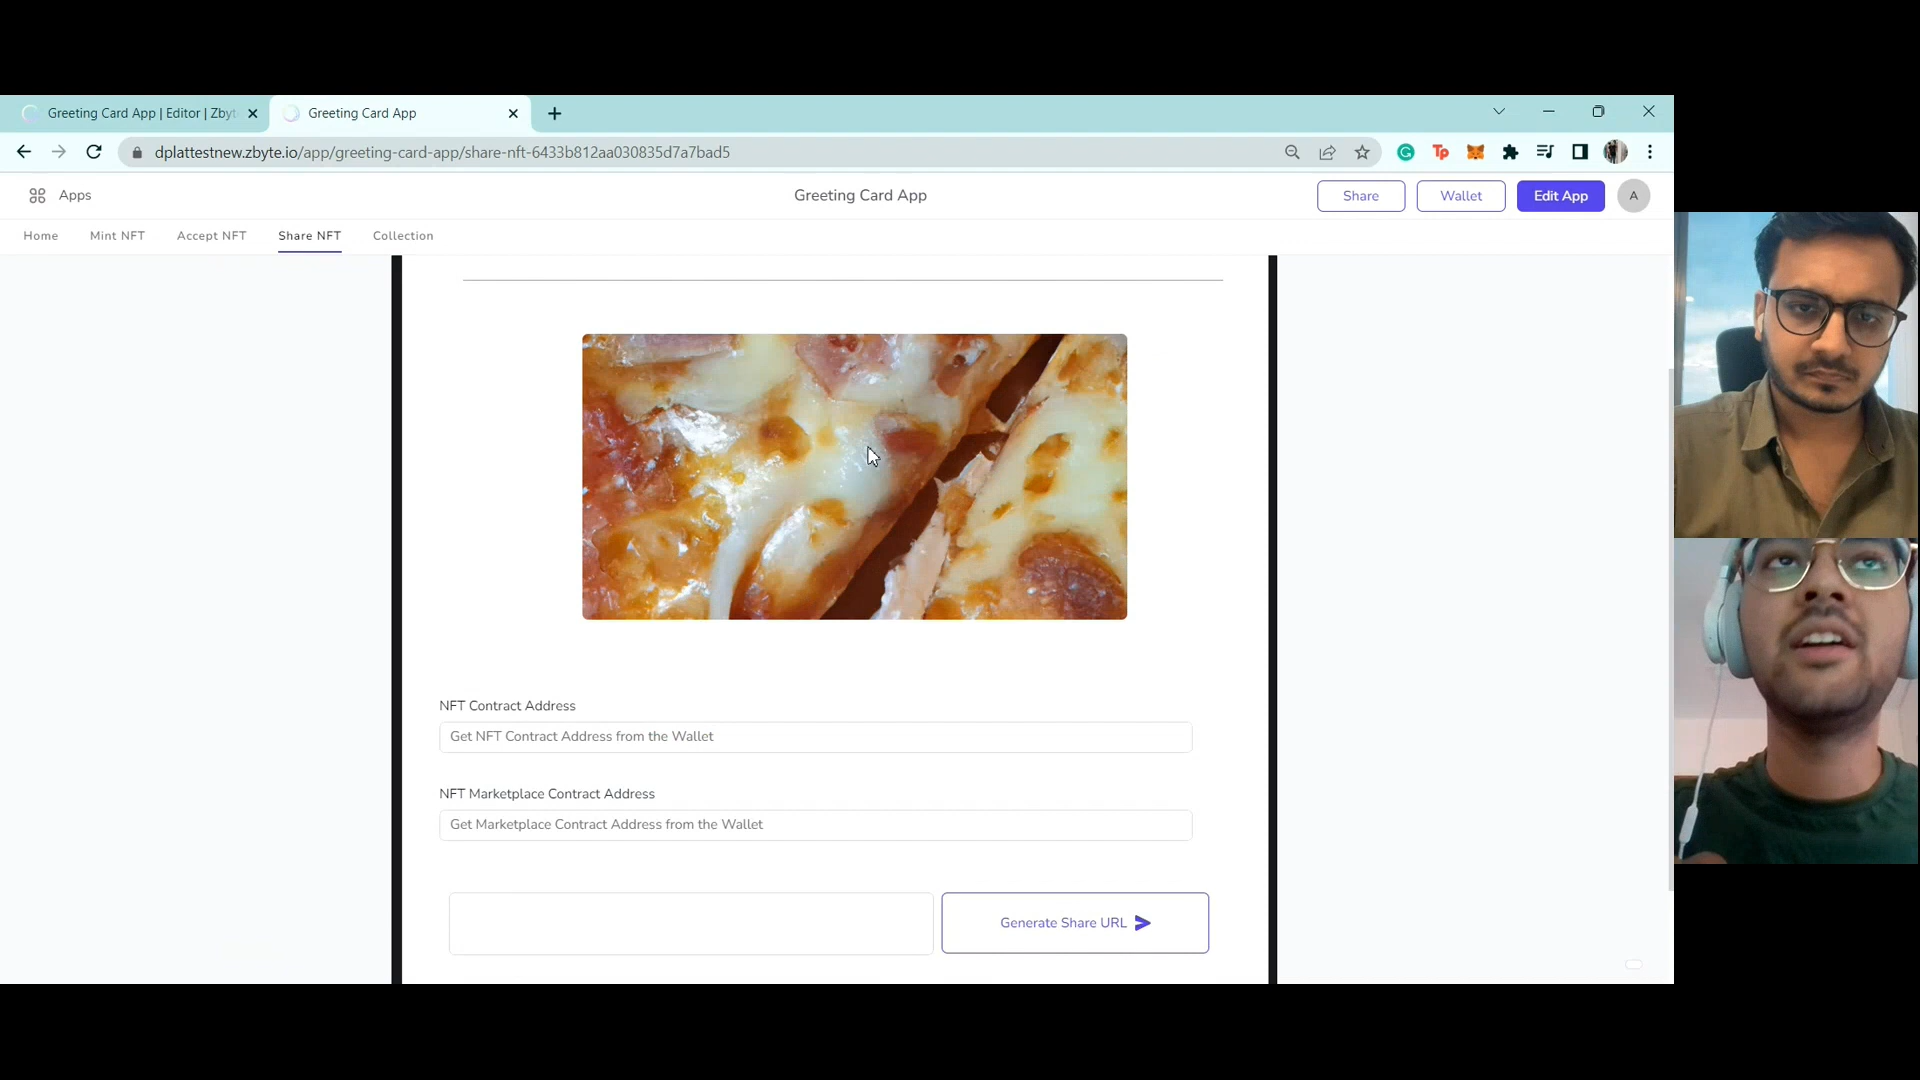 Greeting Card App | Editor | Zbyt
Greeting Card App
dplattestnew.zbyte.io/app/greeting-card-app/share-nft-6433b812aa030835d7a7bad5
Tp
Apps
Greeting Card App
Share
Wallet
Edit App
A
Home
Mint NFT
Accept NFT
Share NFT
Collection
NFT Contract Address
Get NFT Contract Address from the Wallet
NFT Marketplace Contract Address
Get Marketplace Contract Address from the Wallet
Generate Share URL